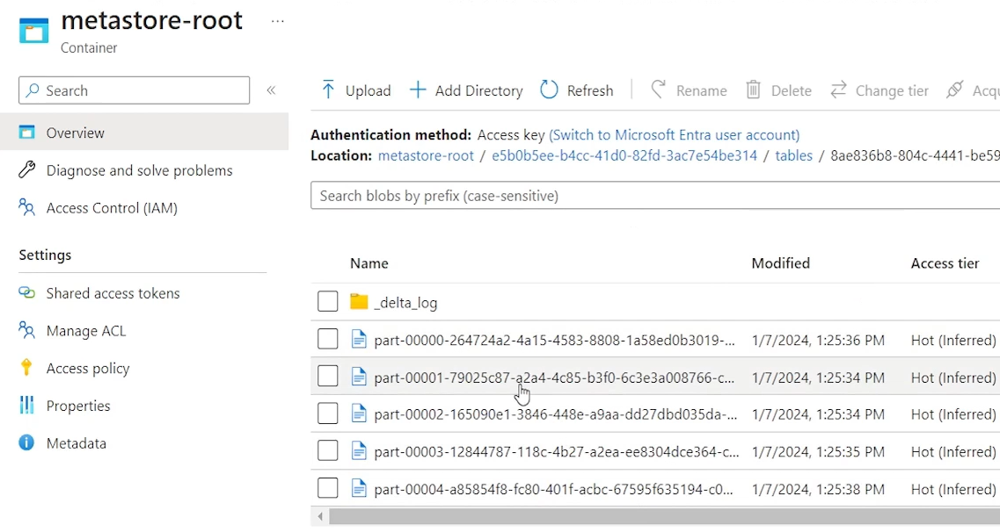 metastore-root ...
Container
Search «
Upload Add Directory Refresh Rename Delete Change tier Acqu
Overview
Authentication method: Access key (Switch to Microsoft Entra user account)
Location: metastore-root / e5b0b5ee-b4cc-41d0-82fd-3ac7e54be314 / tables / 8ae836b8-804c-4441-be59
Diagnose and solve problems
Search blobs by prefix (case-sensitive)
Access Control (IAM)
Settings
Name Modified Access tier
Shared access tokens
_delta_log
Manage ACL
part-00000-264724a2-4a15-4583-8808-1a58ed0b3019-... 1/7/2024, 1:25:36 PM Hot (Inferred)
Access policy
part-00001-79025c87-a2a4-4c85-b3f0-6c3e3a008766-c... 1/7/2024, 1:25:34 PM Hot (Inferred)
Properties
part-00002-165090e1-3846-448e-a9aa-dd27dbd035da-... 1/7/2024, 1:25:34 PM Hot (Inferred)
Metadata
part-00003-12844787-118c-4b27-a2ea-ee8304dce364-c... 1/7/2024, 1:25:35 PM Hot (Inferred)
part-00004-a85854f8-fc80-401f-acbc-67595f635194-c0... 1/7/2024, 1:25:38 PM Hot (Inferred)